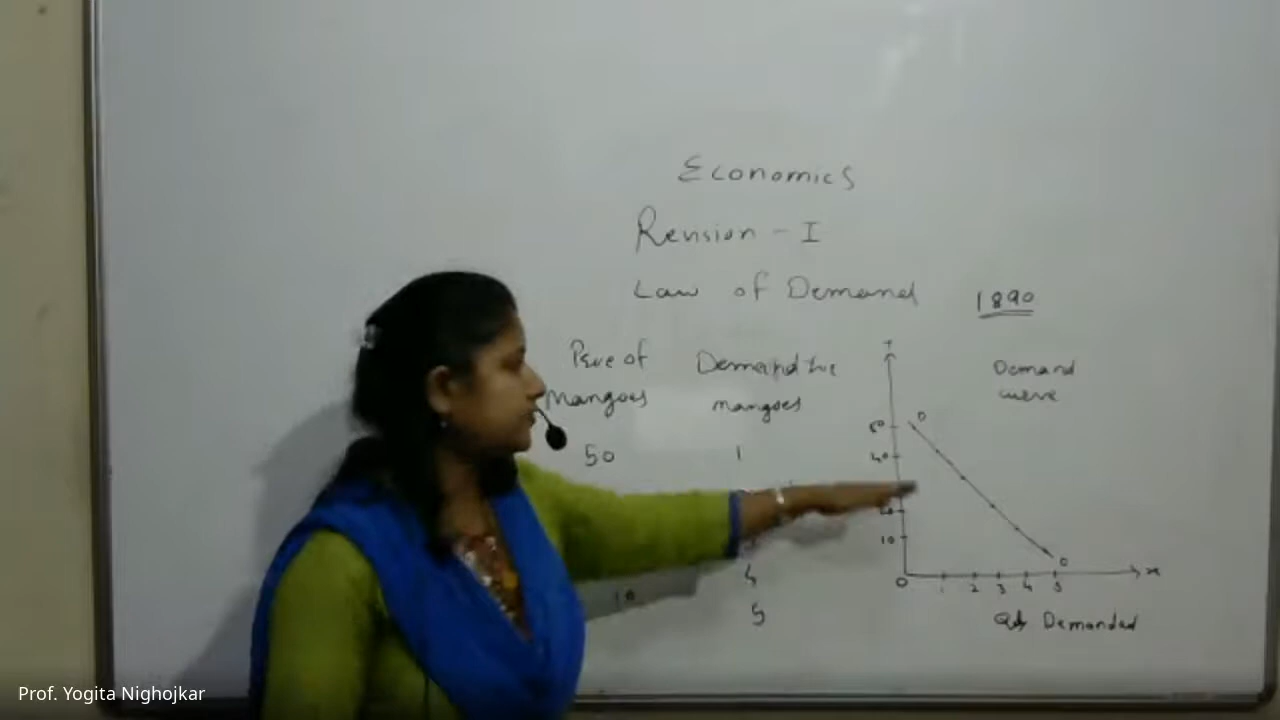 Economics
Revision - I
Law of Demand
1890
Price of
mangoes
Demand for
mangoes
50 1
4
10
5
Demand
curve
Y
50
40
20
10
0
D
D
1 2 3 4 5
x
Qty Demanded
Prof. Yogita Nighojkar